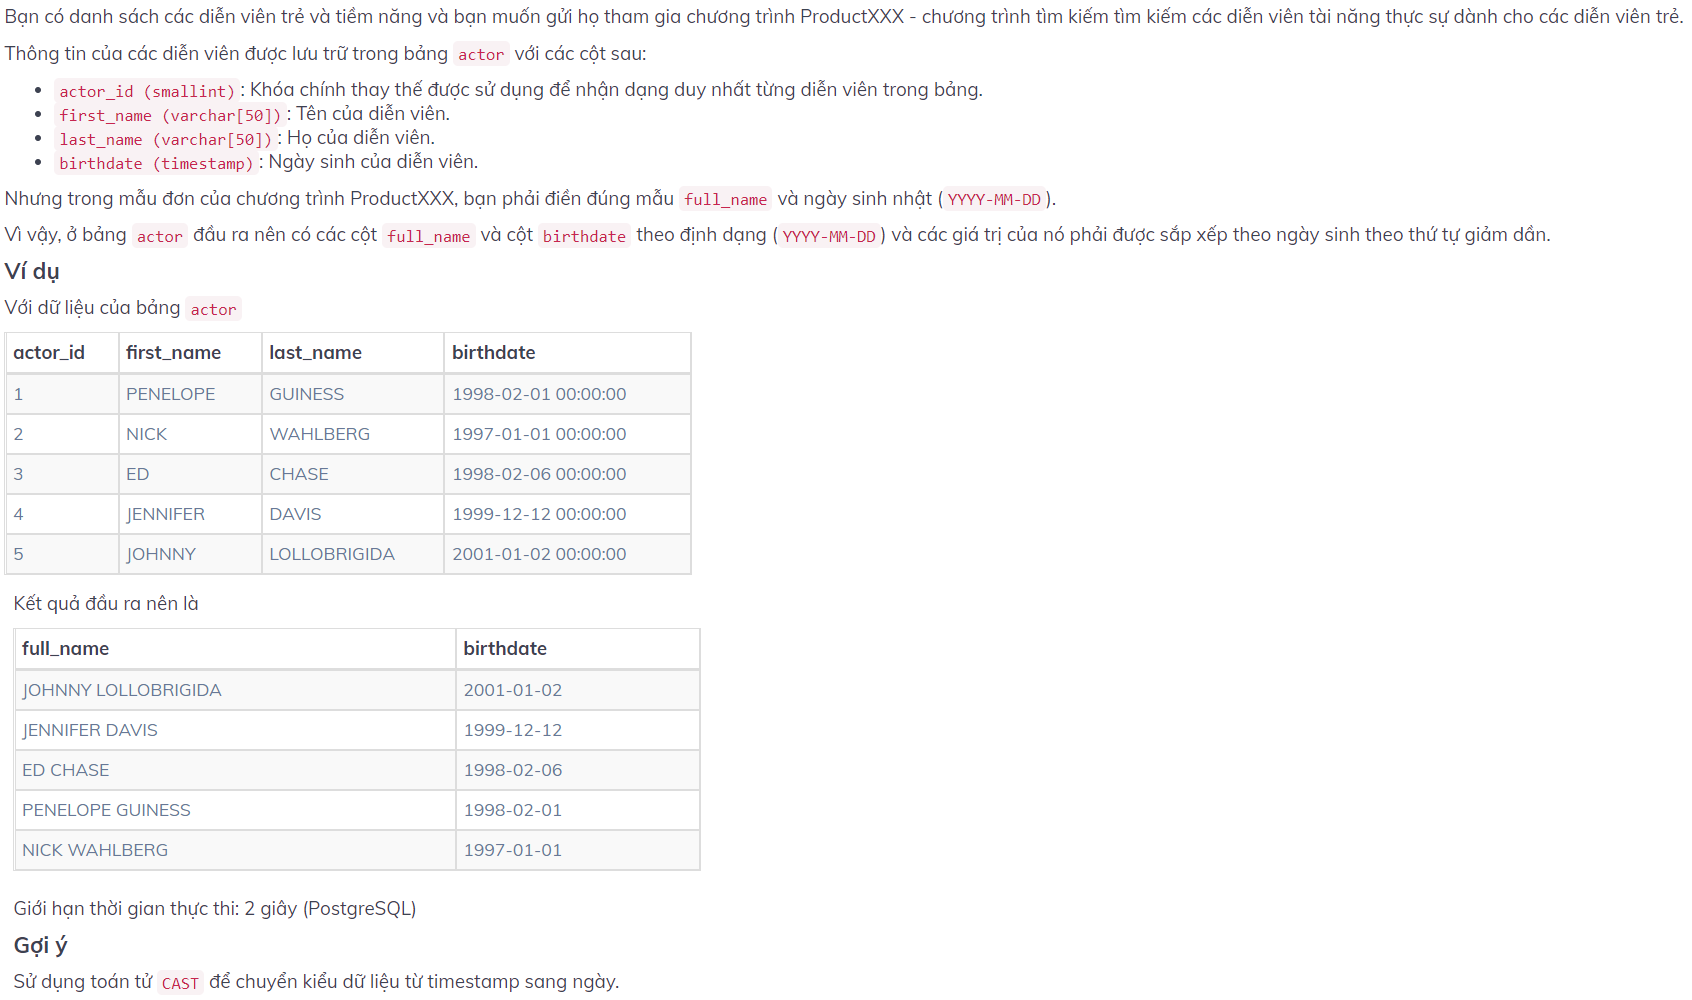 Bạn có danh sách các diễn viên trẻ và tiềm năng và bạn muốn gửi họ tham gia chương trình ProductXXX - chương trình tìm kiếm tìm kiếm các diễn viên tài năng thực sự dành cho các diễn viên trẻ.
Thông tin của các diễn viên được lưu trữ trong bảng actor với các cột sau:
• actor_id (smallint) : Khóa chính thay thế được sử dụng để nhận dạng duy nhất từng diễn viên trong bảng.
• first_name (varchar[50]) : Tên của diễn viên.
• last_name (varchar[50]) : Họ của diễn viên.
• birthdate (timestamp) : Ngày sinh của diễn viên.
Nhưng trong mẫu đơn của chương trình ProductXXX, bạn phải điền đúng mẫu full_name và ngày sinh nhật ( YYYY-MM-DD ).
Vì vậy, ở bảng actor đầu ra nên có các cột full_name và cột birthdate theo định dạng ( YYYY-MM-DD ) và các giá trị của nó phải được sắp xếp theo ngày sinh theo thứ tự giảm dần.
Ví dụ
Với dữ liệu của bảng actor
actor_id first_name last_name birthdate
1 PENELOPE GUINESS 1998-02-01 00:00:00
2 NICK WAHLBERG 1997-01-01 00:00:00
3 ED CHASE 1998-02-06 00:00:00
4 JENNIFER DAVIS 1999-12-12 00:00:00
5 JOHNNY LOLLOBRIGIDA 2001-01-02 00:00:00
Kết quả đầu ra nên là
full_name birthdate
JOHNNY LOLLOBRIGIDA 2001-01-02
JENNIFER DAVIS 1999-12-12
ED CHASE 1998-02-06
PENELOPE GUINESS 1998-02-01
NICK WAHLBERG 1997-01-01
Giới hạn thời gian thực thi: 2 giây (PostgreSQL)
Gợi ý
Sử dụng toán tử CAST để chuyển kiểu dữ liệu từ timestamp sang ngày.